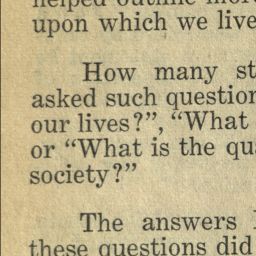 helped outline
upon which we live
How many st
asked such question
our lives?”, “What
or “What is the qu
society?”
The answers
these questions did